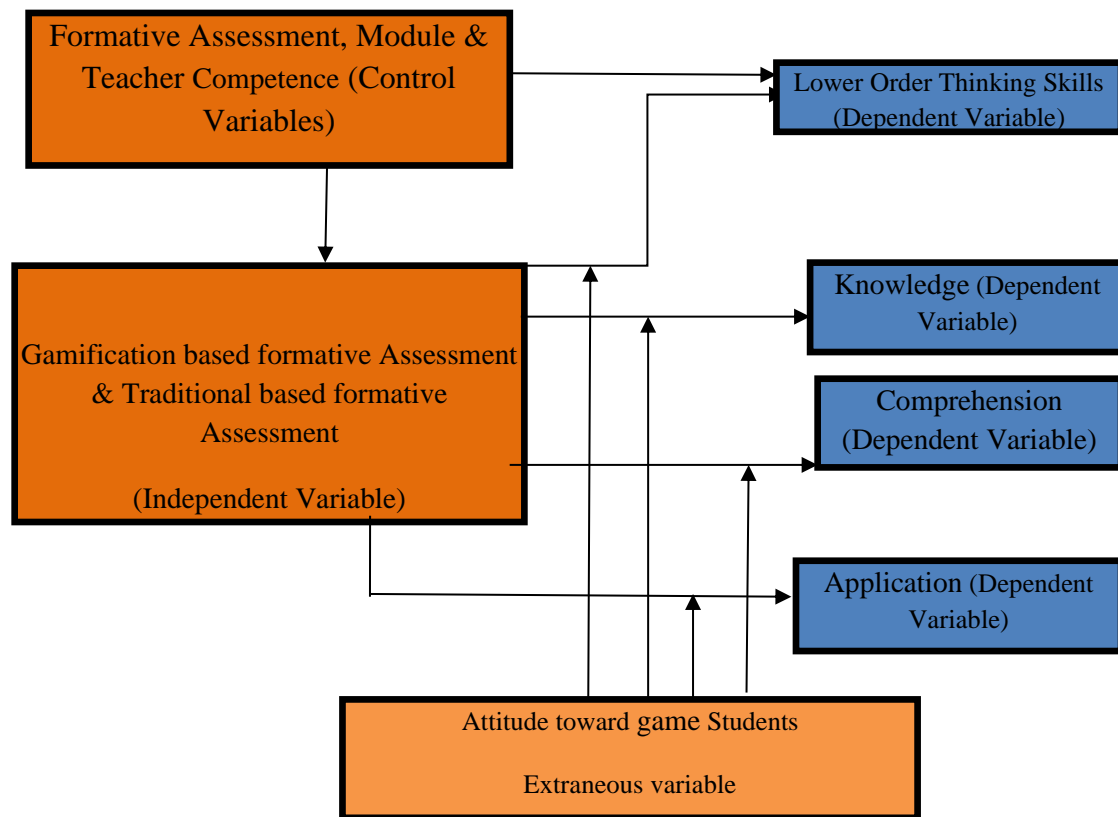 Formative Assessment, Module &
Teacher Competence (Control
Variables)
Lower Order Thinking Skills
(Dependent Variable)
Knowledge (Dependent
Variable)
Gamification based formative Assessment
& Traditional based formative
Assessment
(Independent Variable)
Comprehension
(Dependent Variable)
Application (Dependent
Variable)
Attitude toward game Students
Extraneous variable